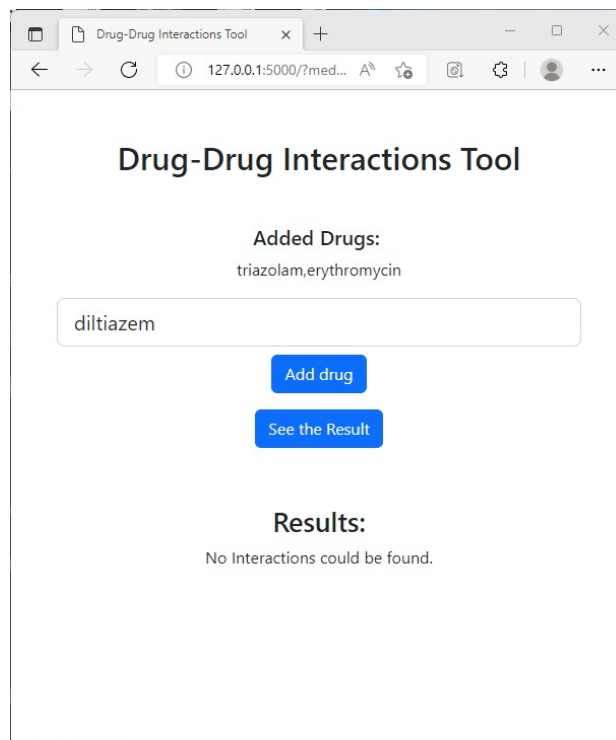 Drug-Drug Interactions Tool
127.0.0.1:5000/?med...
Drug-Drug Interactions Tool
Added Drugs:
triazolam,erythromycin
diltiazem
Add drug
See the Result
Results:
No Interactions could be found.